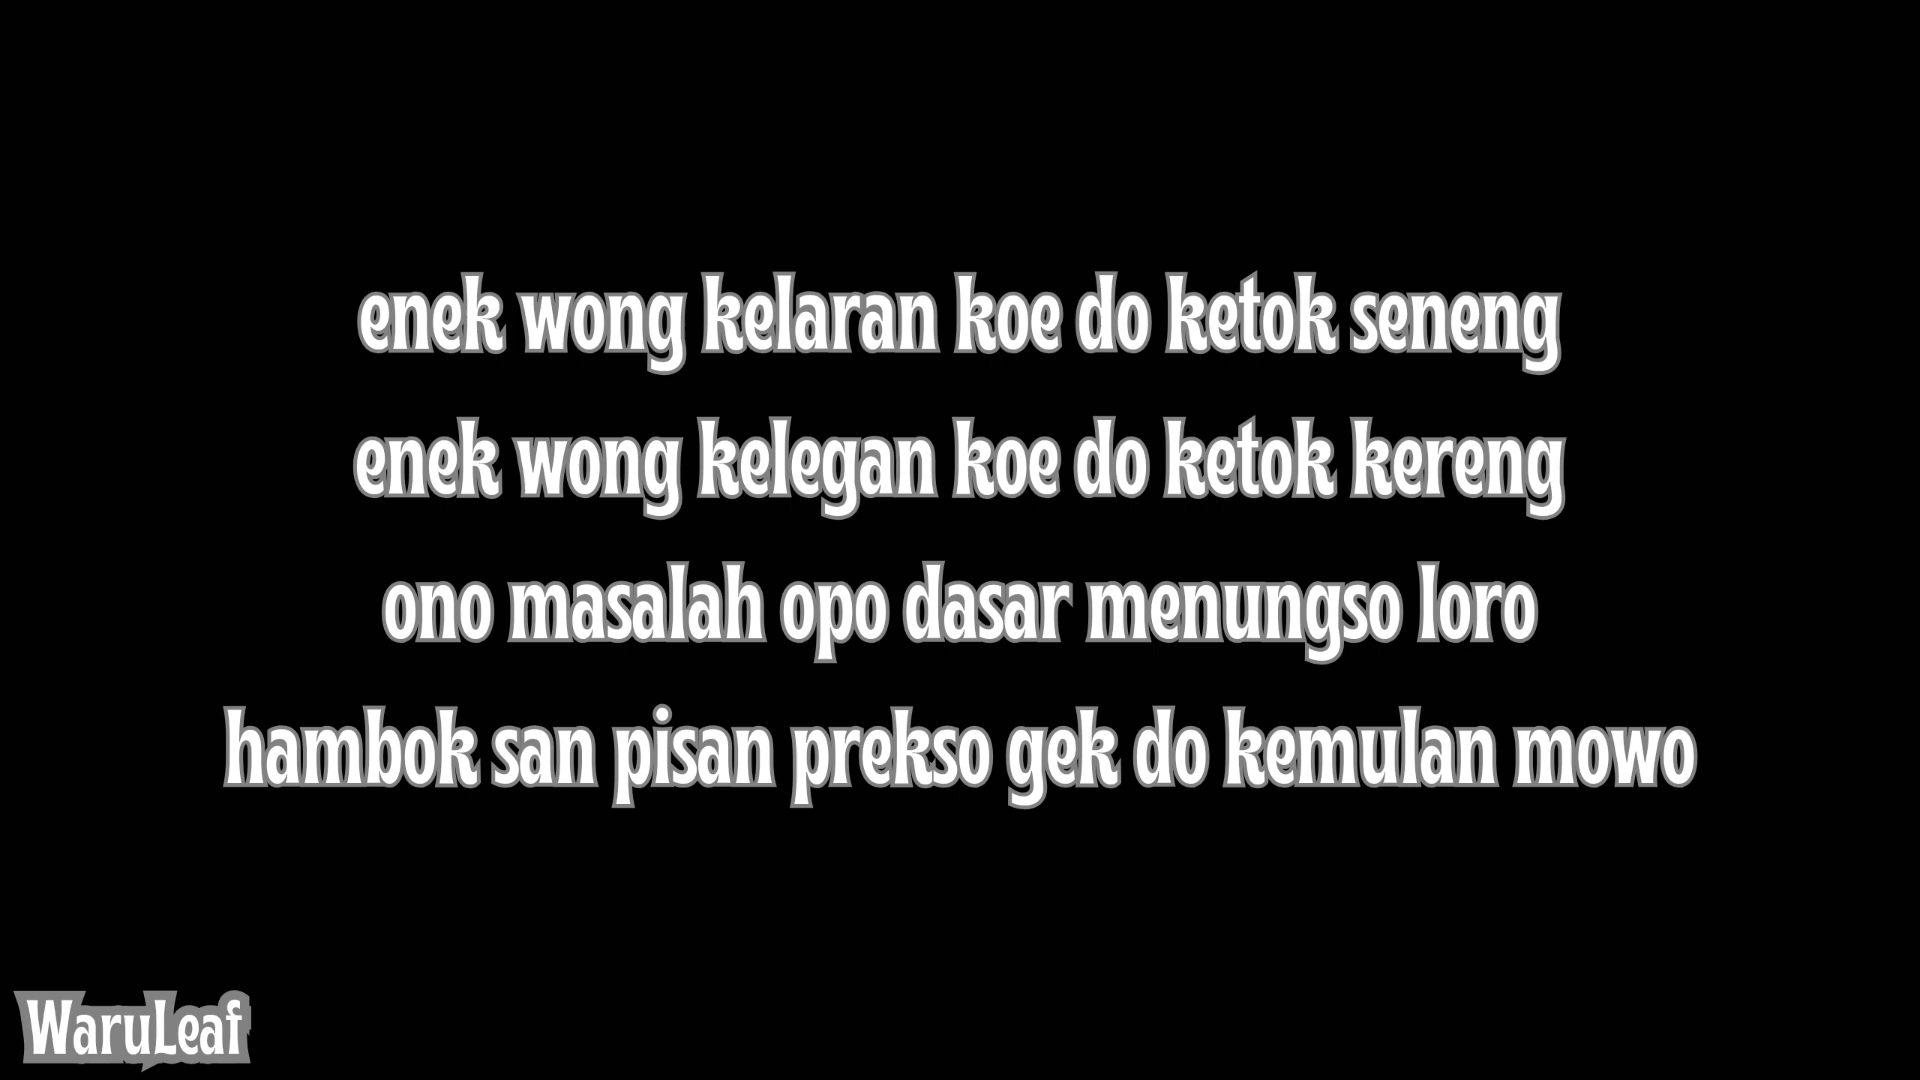 enek wong kelaran koe do ketok seneng
enek wong kelegan koe do ketok kereng
ono masalah opo dasar menungso loro
hambok san pisan prekso gek do kemulan mowo
WaruLeaf